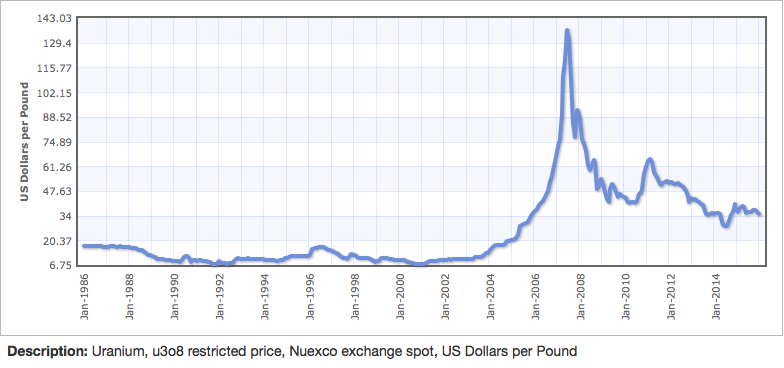 143.03
129.4
115.77
102.15
88.52
74.89
61.26
47.63
34
20.37
6.75
US Dollars per Pound
Jan-1986
Jan-1988
Jan-1990
Jan-1992
Jan-1994
Jan-1996
Jan-1998
Jan-2000
Jan-2002
Jan-2004
Jan-2006
Jan-2008
Jan-2010
Jan-2012
Jan-2014
Description: Uranium, u3o8 restricted price, Nuexco exchange spot, US Dollars per Pound